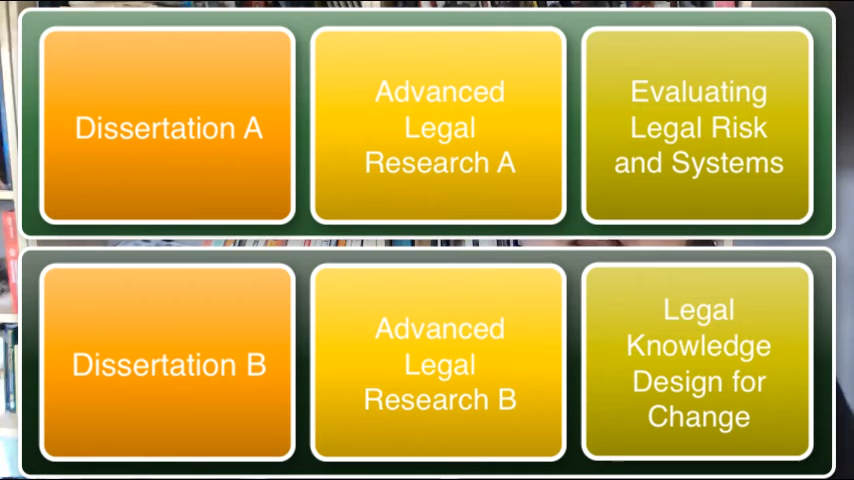 Dissertation A
Advanced
Legal
Research A
Evaluating
Legal Risk
and Systems
Dissertation B
Advanced
Legal
Research B
Legal
Knowledge
Design for
Change